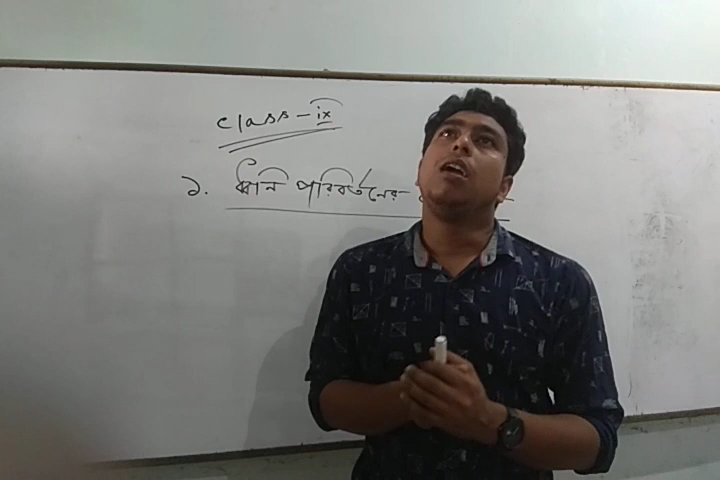 class - ix
১. ধ্বনি পরিবর্তনের